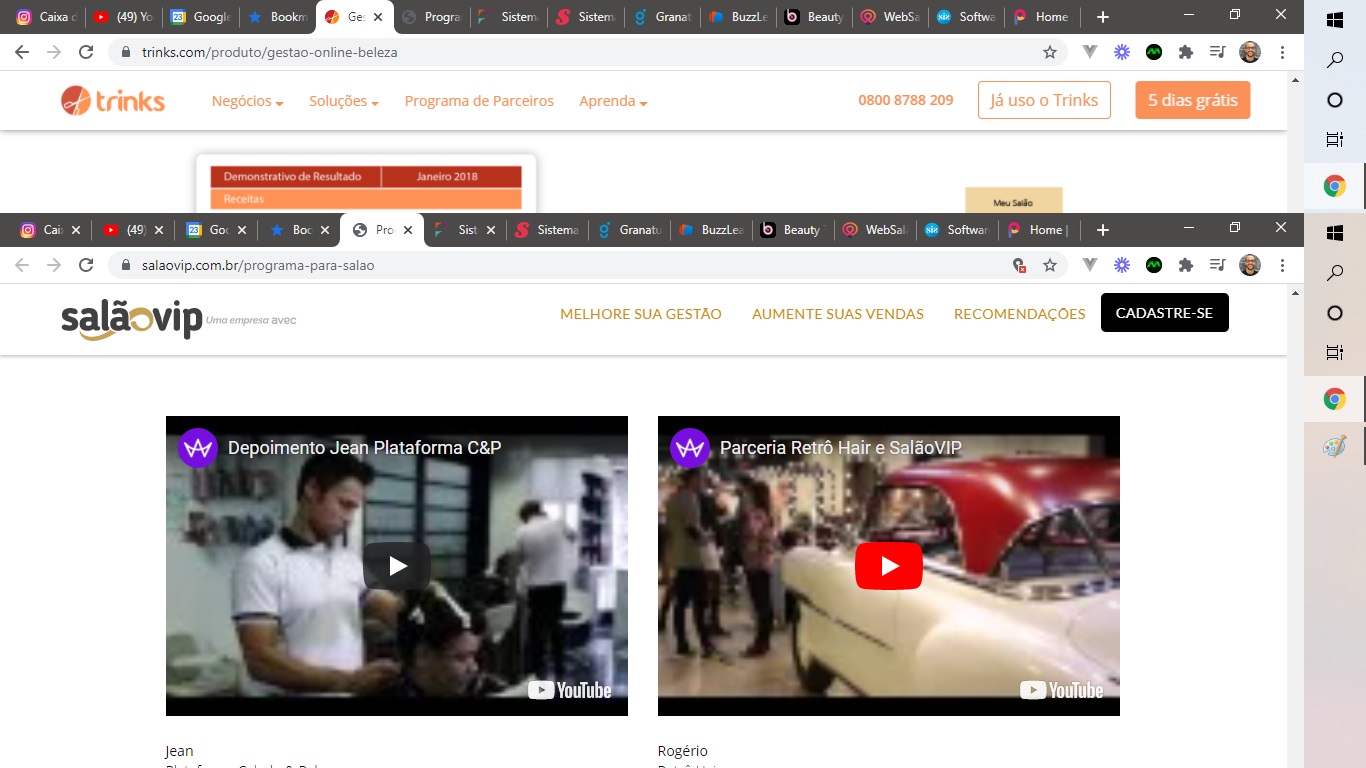 Caixa d (49) Yo Google Bookm Ges Progra Sistem Sistem Granat BuzzLe Beauty WebSa Softwa Home
trinks.com/produto/gestao-online-beleza
trinks Negócios Soluções Programa de Parceiros Aprenda 0800 8788 209 Já uso o Trinks 5 dias grátis
Demonstrativo de Resultado Janeiro 2018
Receitas
Meu Salão
Caix (49) Goo Boo Pro Sist Sistema Granatu BuzzLea Beauty WebSal Softwar Home |
salaovip.com.br/programa-para-salao
salãovip Uma empresa avec MELHORE SUA GESTÃO AUMENTE SUAS VENDAS RECOMENDAÇÕES CADASTRE-SE
Depoimento Jean Plataforma C&P
Parceria Retrô Hair e SalãoVIP
YouTube
YouTube
Jean
Rogério